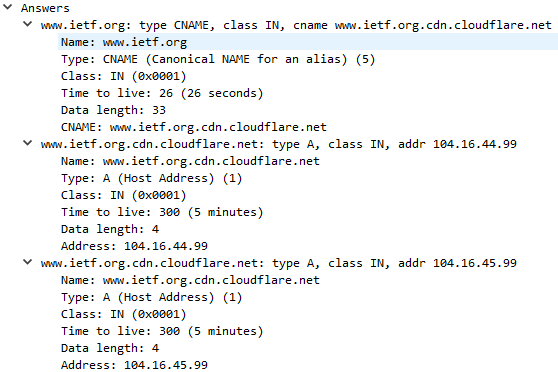 Answers
www.ietf.org: type CNAME, class IN, cname www.ietf.org.cdn.cloudflare.net
Name: www.ietf.org
Type: CNAME (Canonical NAME for an alias) (5)
Class: IN (0x0001)
Time to live: 26 (26 seconds)
Data length: 33
CNAME: www.ietf.org.cdn.cloudflare.net
www.ietf.org.cdn.cloudflare.net: type A, class IN, addr 104.16.44.99
Name: www.ietf.org.cdn.cloudflare.net
Type: A (Host Address) (1)
Class: IN (0x0001)
Time to live: 300 (5 minutes)
Data length: 4
Address: 104.16.44.99
www.ietf.org.cdn.cloudflare.net: type A, class IN, addr 104.16.45.99
Name: www.ietf.org.cdn.cloudflare.net
Type: A (Host Address) (1)
Class: IN (0x0001)
Time to live: 300 (5 minutes)
Data length: 4
Address: 104.16.45.99